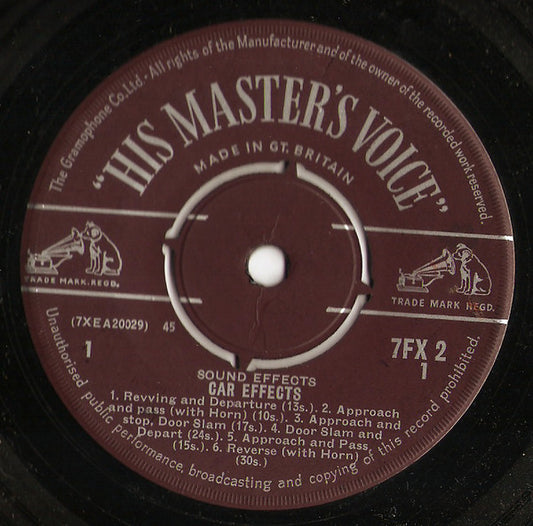 The Gramophone Co. Ltd. - All rights of the Manufacturer and of the owner of the recorded work reserved.
"HIS MASTER'S VOICE"
MADE IN GT. BRITAIN
TRADE MARK. REGD.
TRADE MARK REGD.
(7XEA20029) 45
1
7FX 2
1
SOUND EFFECTS
CAR EFFECTS
1. Revving and Departure (13s.) 2. Approach
and pass (with Horn) (10s.) 3. Approach and
stop, Door Slam (17s.) 4. Door Slam and
Depart (24s.) 5. Approach and Pass,
(15s.) 6. Reverse (with Horn)
(30s.)
Unauthorised public performance, broadcasting and copying of this record prohibited.